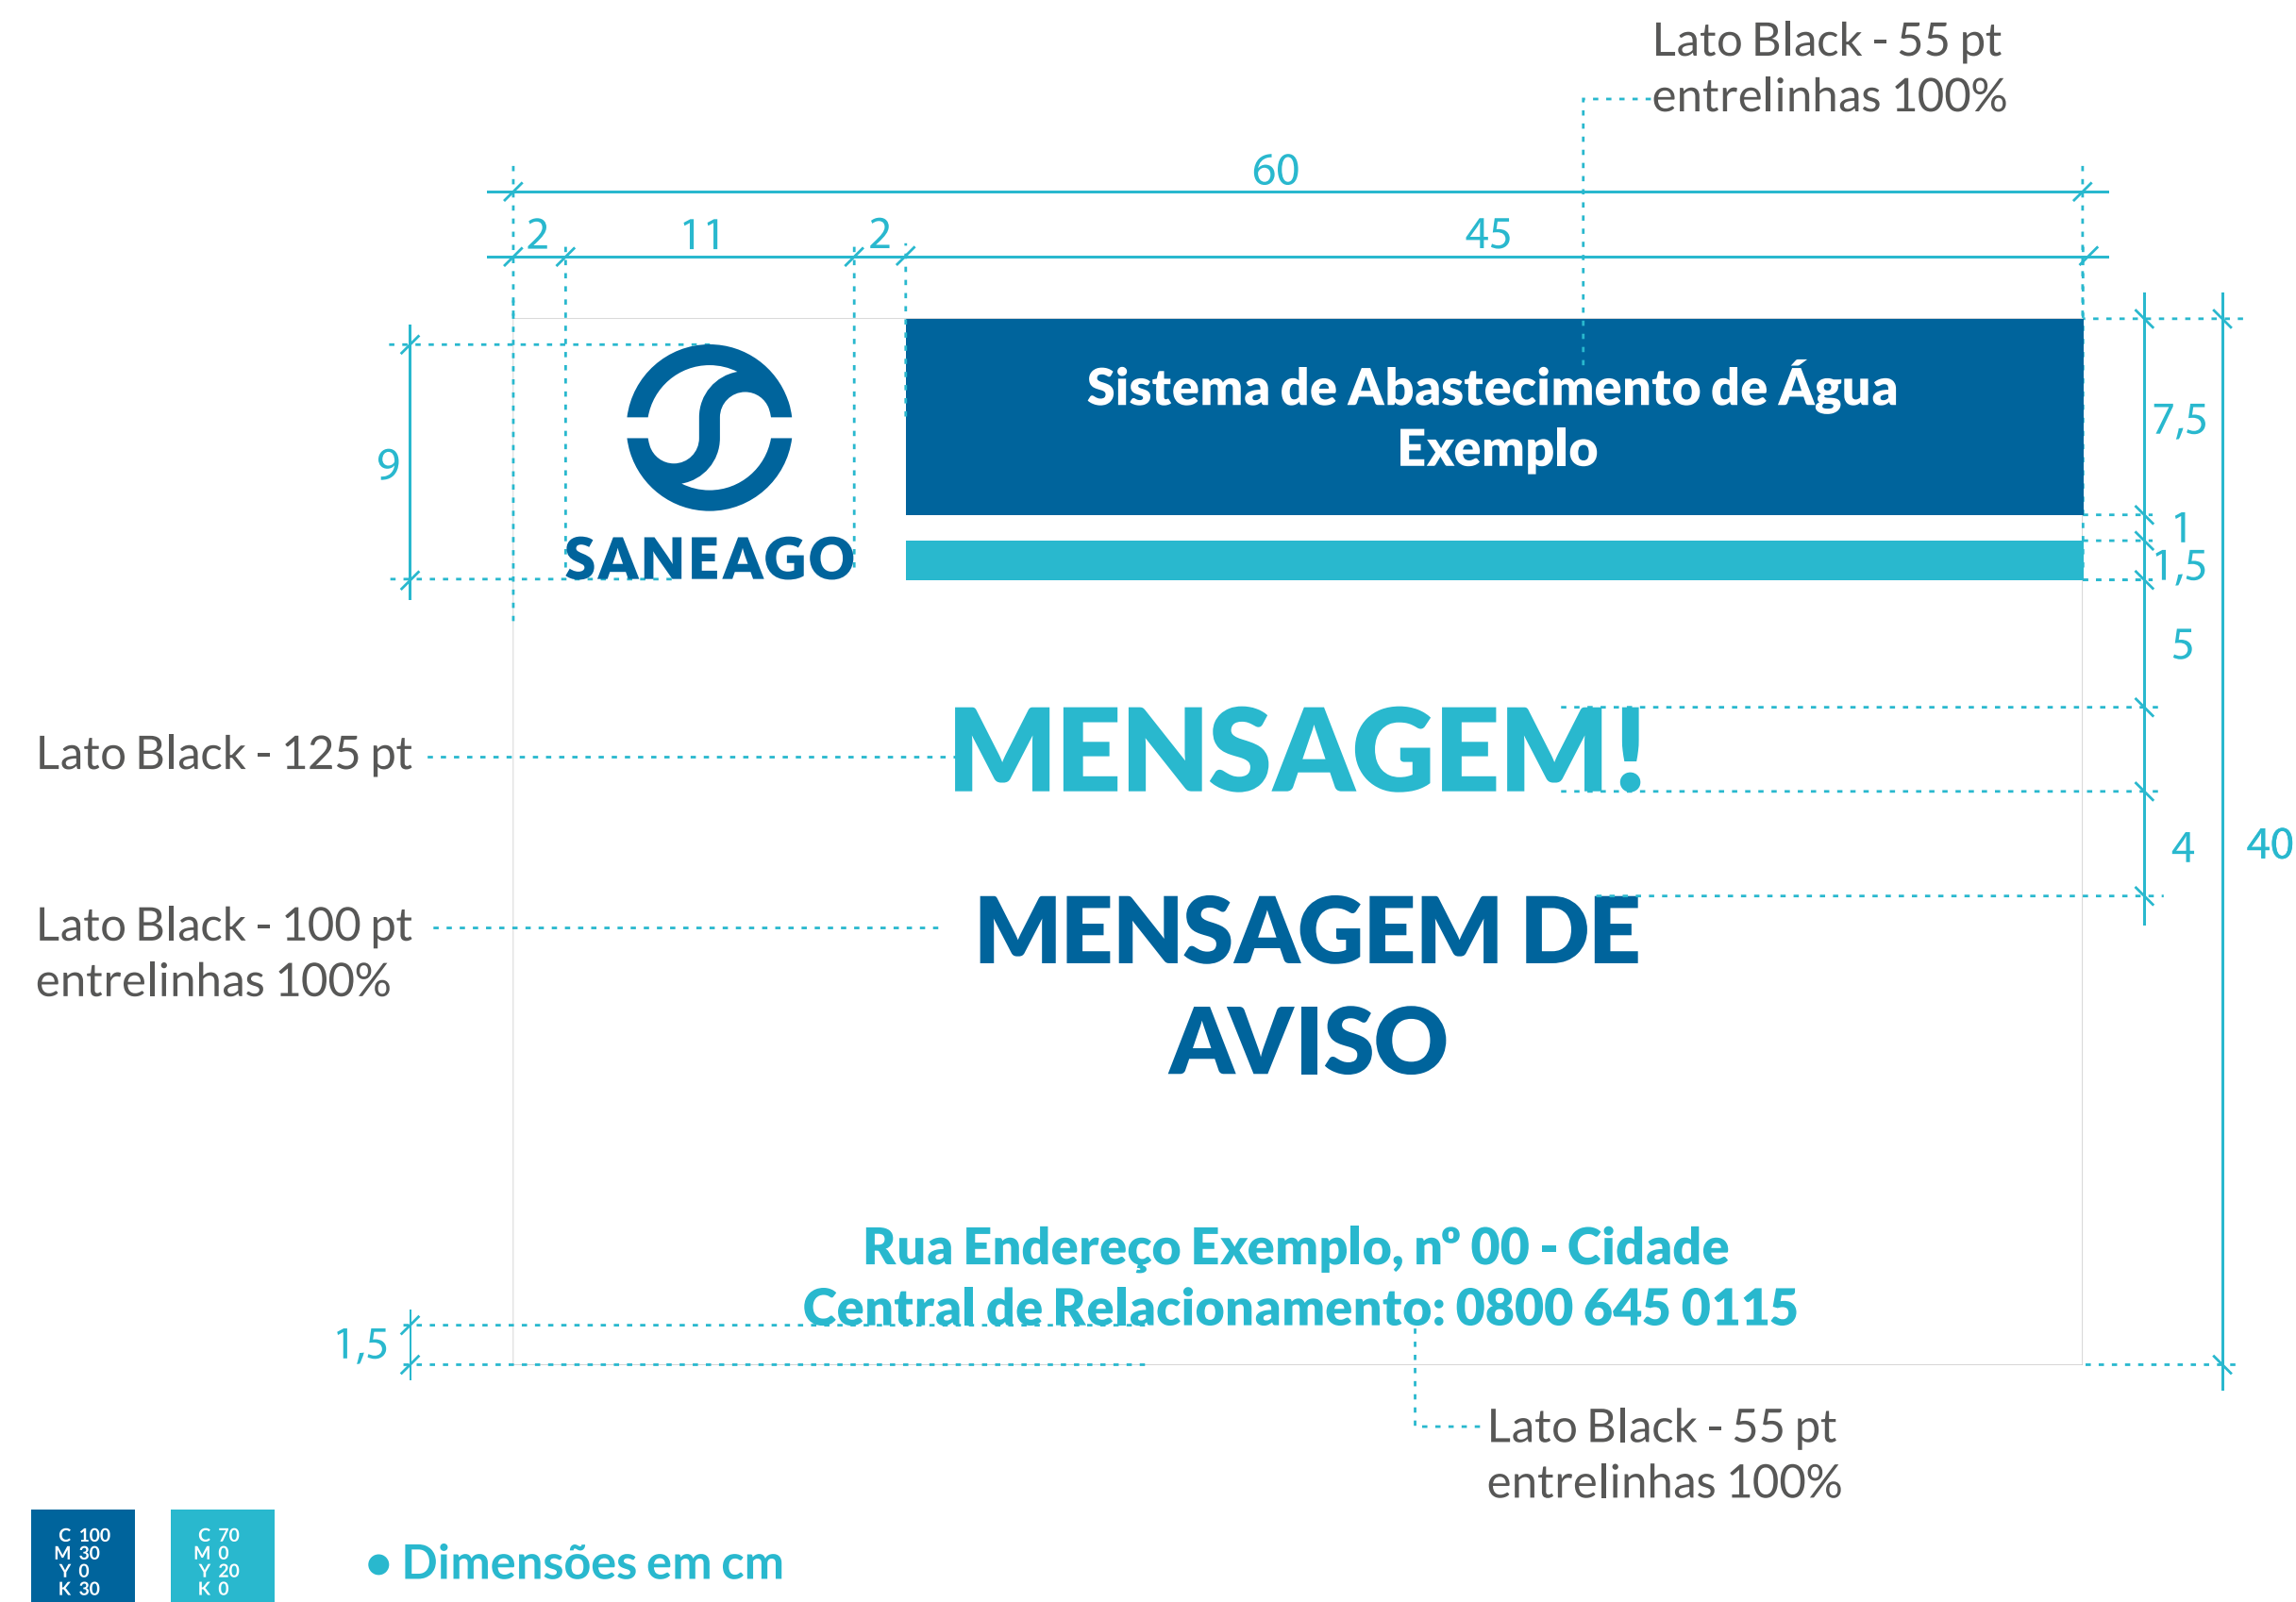 Lato Black - 55 pt
entrelinhas 100%
60
2
11
2
45
Sistema de Abastecimento de Água
Exemplo
7,5
9
SANEAGO
1
1,5
5
MENSAGEM!
Lato Black - 125 pt
4
40
Lato Black - 100 pt
entrelinhas 100%
MENSAGEM DE
AVISO
Rua Endereço Exemplo, nº 00 - Cidade
Central de Relacionamento: 0800 645 0115
1,5
Lato Black - 55 pt
entrelinhas 100%
C 100
M 30
Y 0
K 30
C 70
M 0
Y 20
K 0
• Dimensões em cm